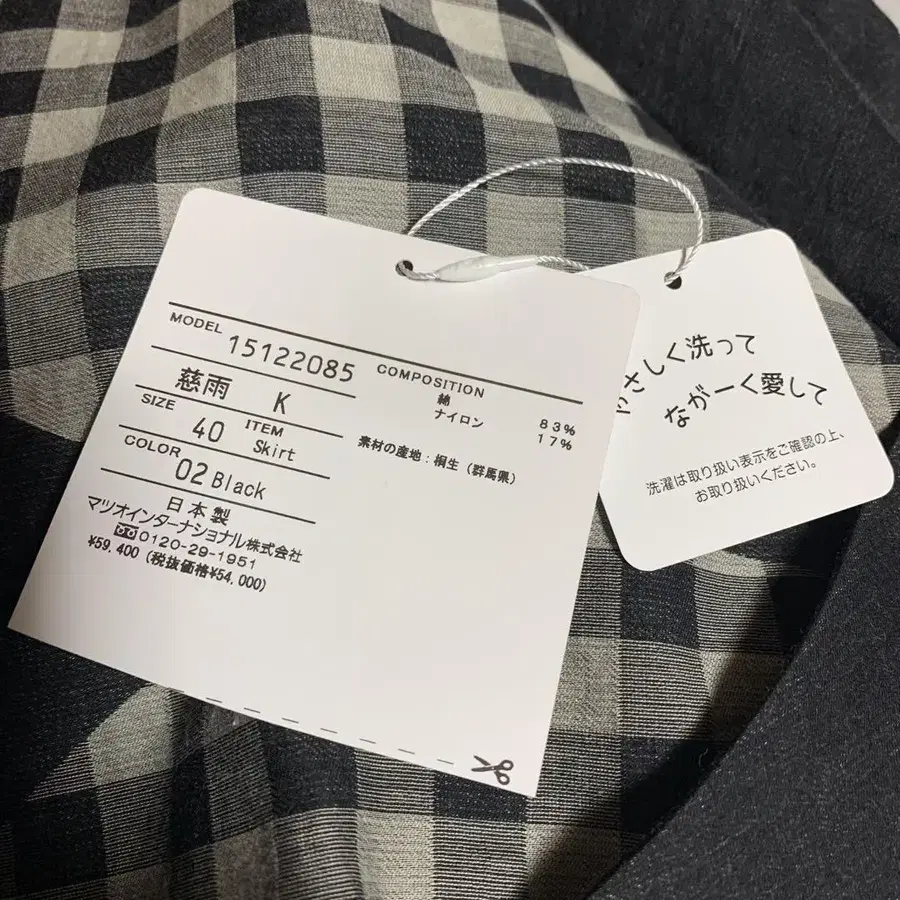 MODEL 15122085
慈雨 K
SIZE 40 ITEM Skirt
COLOR 02 Black
日本製
マツオインターナショナル株式会社
0120-29-1951
¥59,400 (税抜価格¥54,000)
COMPOSITION
綿 83%
ナイロン 17%
素材の産地：桐生（群馬県）
さしく洗って
ながーく愛して
洗濯は取り扱い表示をご確認の上、
お取り扱いください。